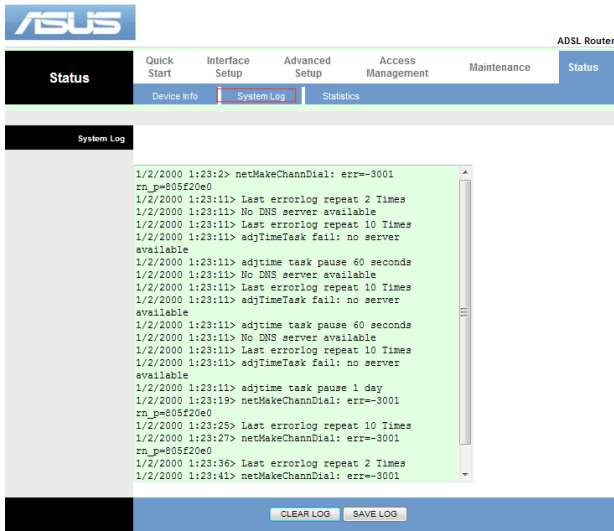 ASUS
ADSL Router
Status
Quick Start
Interface Setup
Advanced Setup
Access Management
Maintenance
Status
Device Info
System Log
Statistics
System Log
1/2/2000 1:23:2> netMakeChannDial: err=-3001
rn_p=805f20e0
1/2/2000 1:23:11> Last errorlog repeat 2 Times
1/2/2000 1:23:11> No DNS server available
1/2/2000 1:23:11> Last errorlog repeat 10 Times
1/2/2000 1:23:11> adjTimeTask fail: no server
available
1/2/2000 1:23:11> adjtime task pause 60 seconds
1/2/2000 1:23:11> No DNS server available
1/2/2000 1:23:11> Last errorlog repeat 10 Times
1/2/2000 1:23:11> adjTimeTask fail: no server
available
1/2/2000 1:23:11> adjtime task pause 60 seconds
1/2/2000 1:23:11> No DNS server available
1/2/2000 1:23:11> Last errorlog repeat 10 Times
1/2/2000 1:23:11> adjTimeTask fail: no server
available
1/2/2000 1:23:11> adjtime task pause 1 day
1/2/2000 1:23:19> netMakeChannDial: err=-3001
rn_p=805f20e0
1/2/2000 1:23:25> Last errorlog repeat 10 Times
1/2/2000 1:23:27> netMakeChannDial: err=-3001
rn_p=805f20e0
1/2/2000 1:23:36> Last errorlog repeat 2 Times
1/2/2000 1:23:41> netMakeChannDial: err=-3001
CLEAR LOG
SAVE LOG